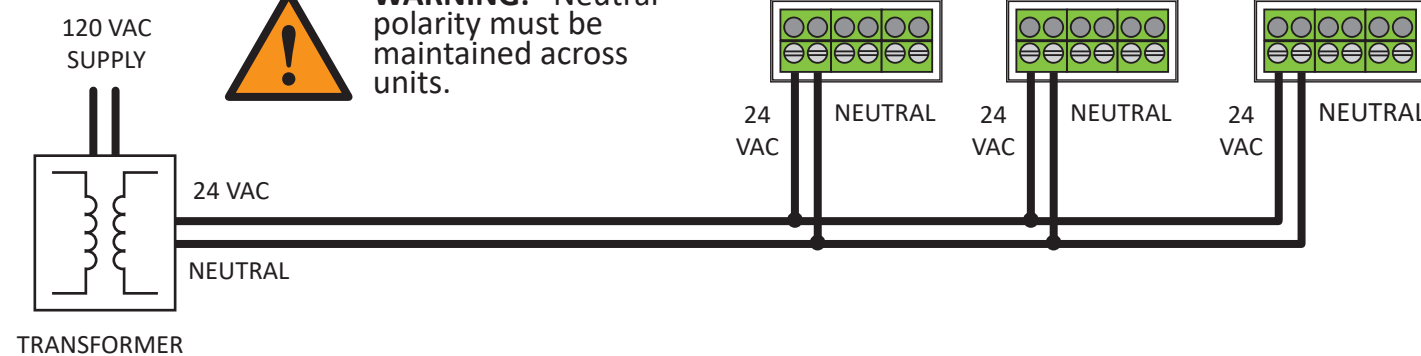 120 VAC
SUPPLY
WARNING: Neutral
polarity must be
maintained across
units.
24
VAC
NEUTRAL
24
VAC
NEUTRAL
24
VAC
NEUTRAL
24 VAC
NEUTRAL
TRANSFORMER